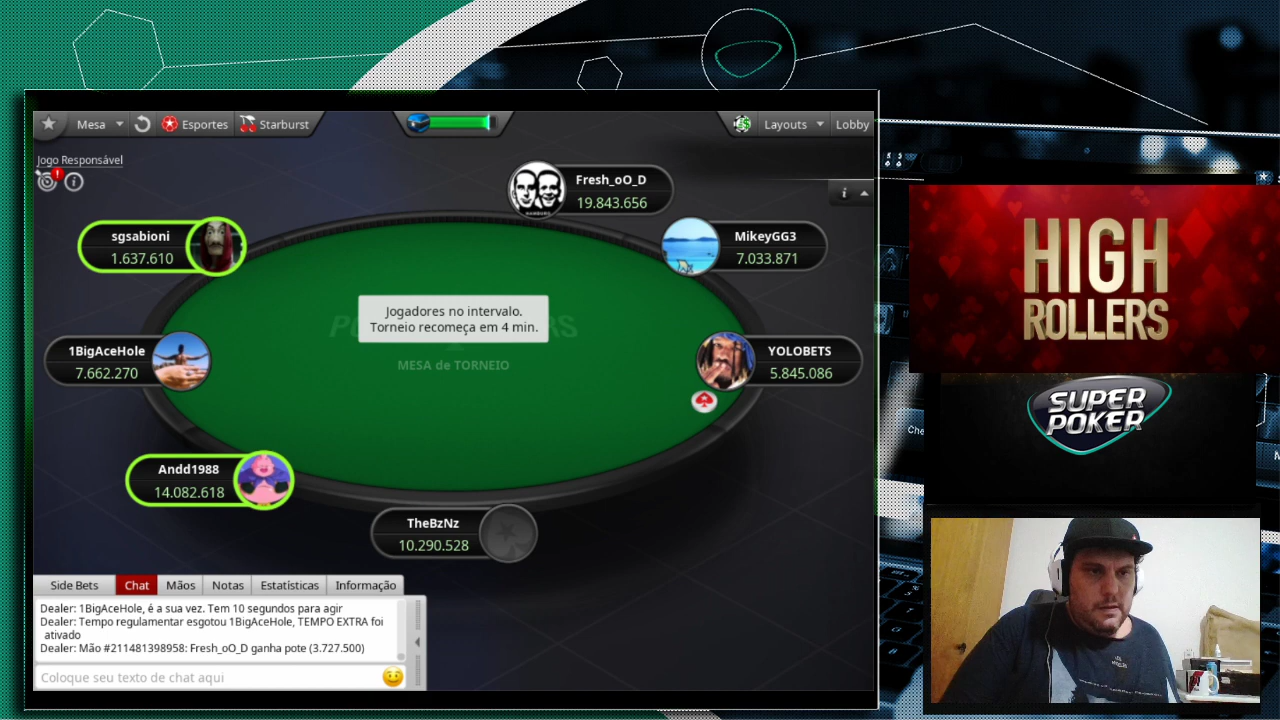 Mesa
Esportes
Starburst
Layouts
Lobby
Jogo Responsável
Fresh_oO_D
19.843.656
sgsabioni
1.637.610
MikeyGG3
7.033.871
Jogadores no intervalo.
Torneio recomeça em 4 min.
MESA de TORNEIO
1BigAceHole
7.662.270
YOLOBETS
5.845.086
Andd1988
14.082.618
TheBzNz
10.290.528
Side Bets
Chat
Mãos
Notas
Estatísticas
Informação
Dealer: 1BigAceHole, é a sua vez. Tem 10 segundos para agir
Dealer: Tempo regulamentar esgotou 1BigAceHole, TEMPO EXTRA foi
ativado
Dealer: Mão #211481398958: Fresh_oO_D ganha pote (3.727.500)
Coloque seu texto de chat aqui
HIGH
ROLLERS
SUPER
POKER